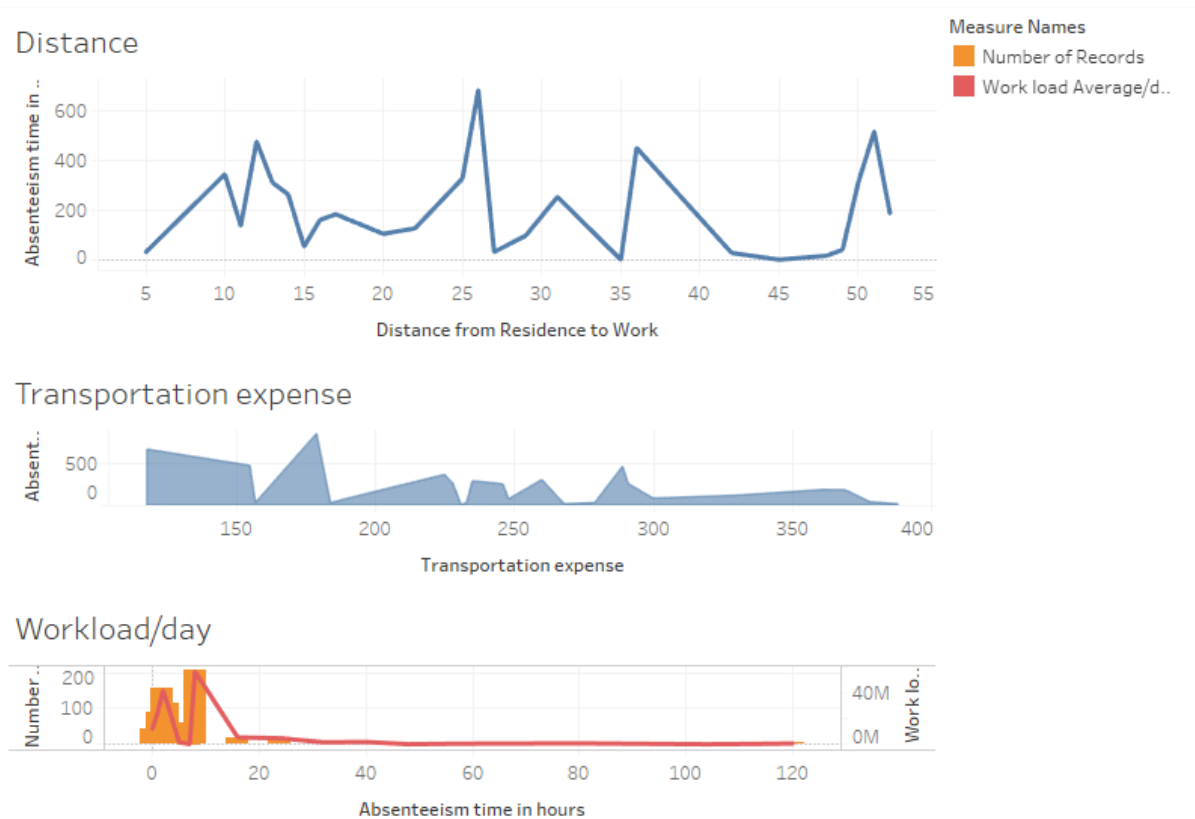 Distance
Measure Names
Number of Records
Work load Average/d..
Absenteeism time in ..
600
400
200
0
5 10 15 20 25 30 35 40 45 50 55
Distance from Residence to Work
Transportation expense
Absent..
500
0
150 200 250 300 350 400
Transportation expense
Workload/day
Number ..
200
100
0
40M
0M
Work lo..
0 20 40 60 80 100 120
Absenteeism time in hours